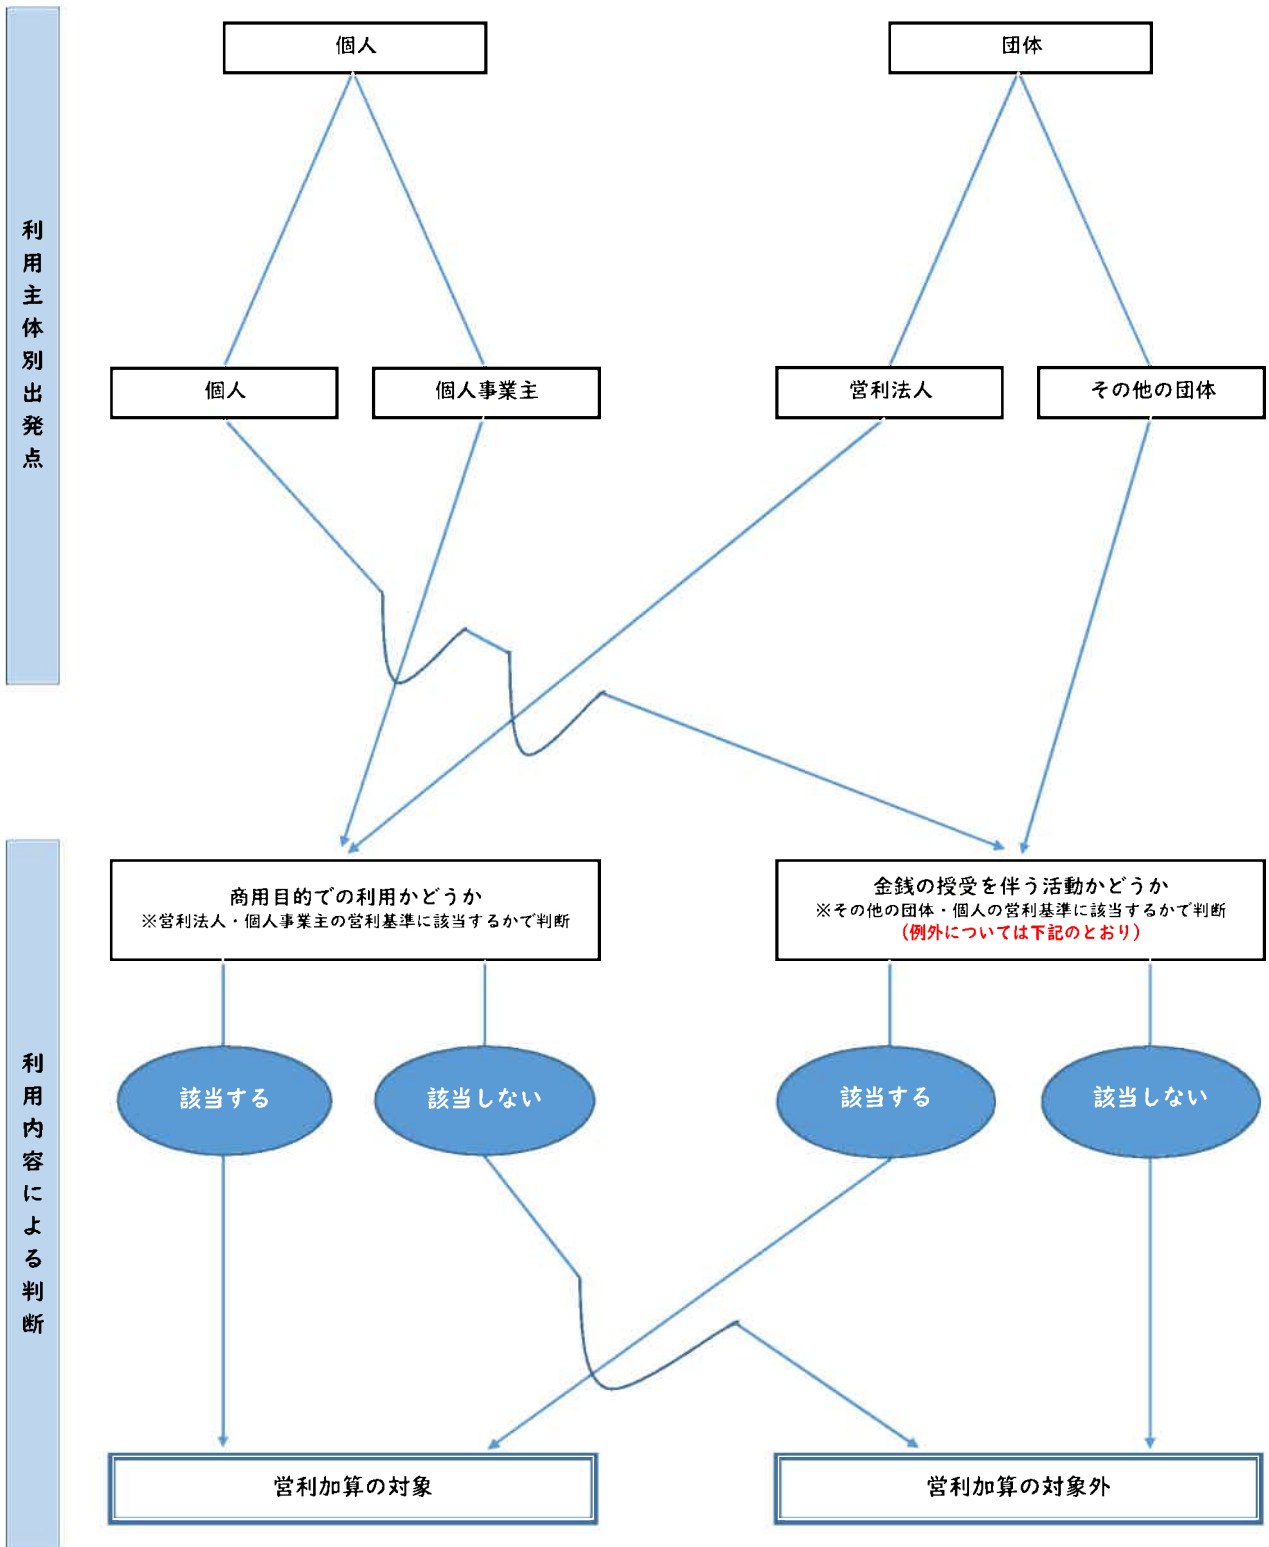 利用主体別出発点
個人
団体
個人
個人事業主
営利法人
その他の団体
利用内容による判断
商用目的での利用かどうか
※営利法人・個人事業主の営利基準に該当するかで判断
金銭の授受を伴う活動かどうか
※その他の団体・個人の営利基準に該当するかで判断
(例外については下記のとおり)
該当する
該当しない
該当する
該当しない
営利加算の対象
営利加算の対象外